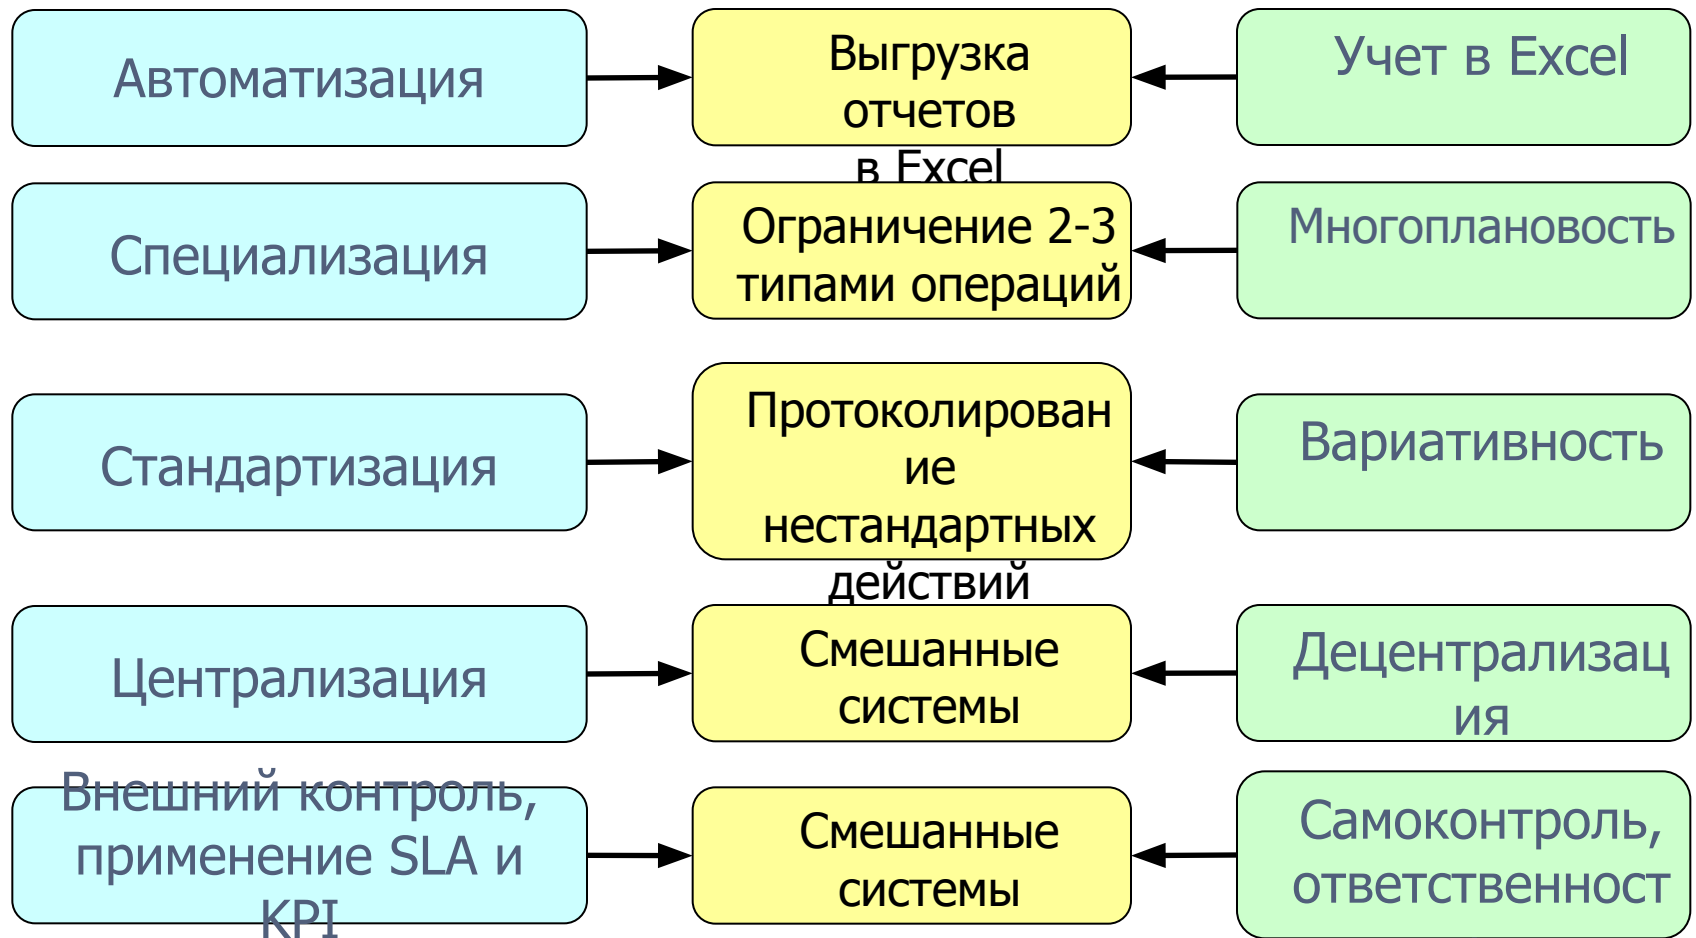 Автоматизация
Выгрузка
отчетов
в Excel
Учет в Excel
Специализация
Ограничение 2-3
типами операций
Многоплановость
Стандартизация
Протоколирован
ие
нестандартных
действий
Вариативность
Централизация
Смешанные
системы
Децентрализац
ия
Внешний контроль,
применение SLA и
KPI
Смешанные
системы
Самоконтроль,
ответственност